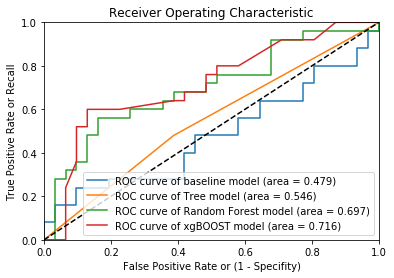 Receiver Operating Characteristic
True Positive Rate or Recall
1.0
0.8
0.6
0.4
0.2
0.0
ROC curve of baseline model (area = 0.479)
ROC curve of Tree model (area = 0.546)
ROC curve of Random Forest model (area = 0.697)
ROC curve of xgBOOST model (area = 0.716)
0.0 0.2 0.4 0.6 0.8 1.0
False Positive Rate or (1 - Specifity)